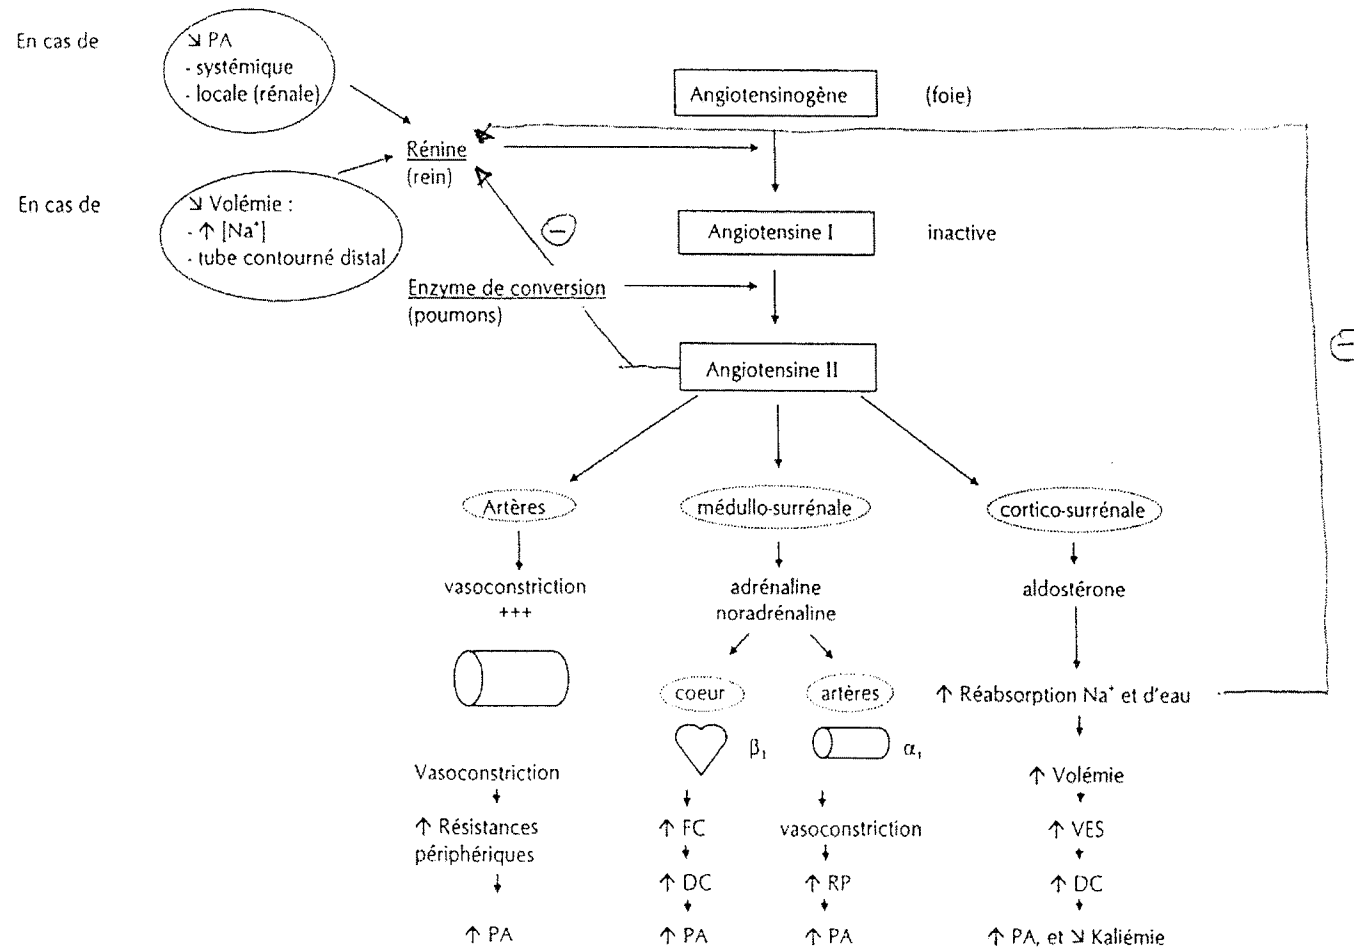 En cas de
↘ PA
- systémique
- locale (rénale)
Angiotensinogène (foie)
Rénine
(rein)
En cas de
↘ Volémie :
- ↑ [Na⁺]
- tube contourné distal
−
Angiotensine I inactive
Enzyme de conversion
(poumons)
−
Angiotensine II
Artères médullo-surrénale cortico-surrénale
vasoconstriction
+++
adrénaline
noradrénaline
aldostérone
coeur artères ↑ Réabsorption Na⁺ et d'eau
β₁ α₁
Vasoconstriction ↑ Volémie
↑ Résistances
périphériques
↑ FC vasoconstriction ↑ VES
↑ DC ↑ RP ↑ DC
↑ PA ↑ PA ↑ PA ↑ PA, et ↘ Kaliémie